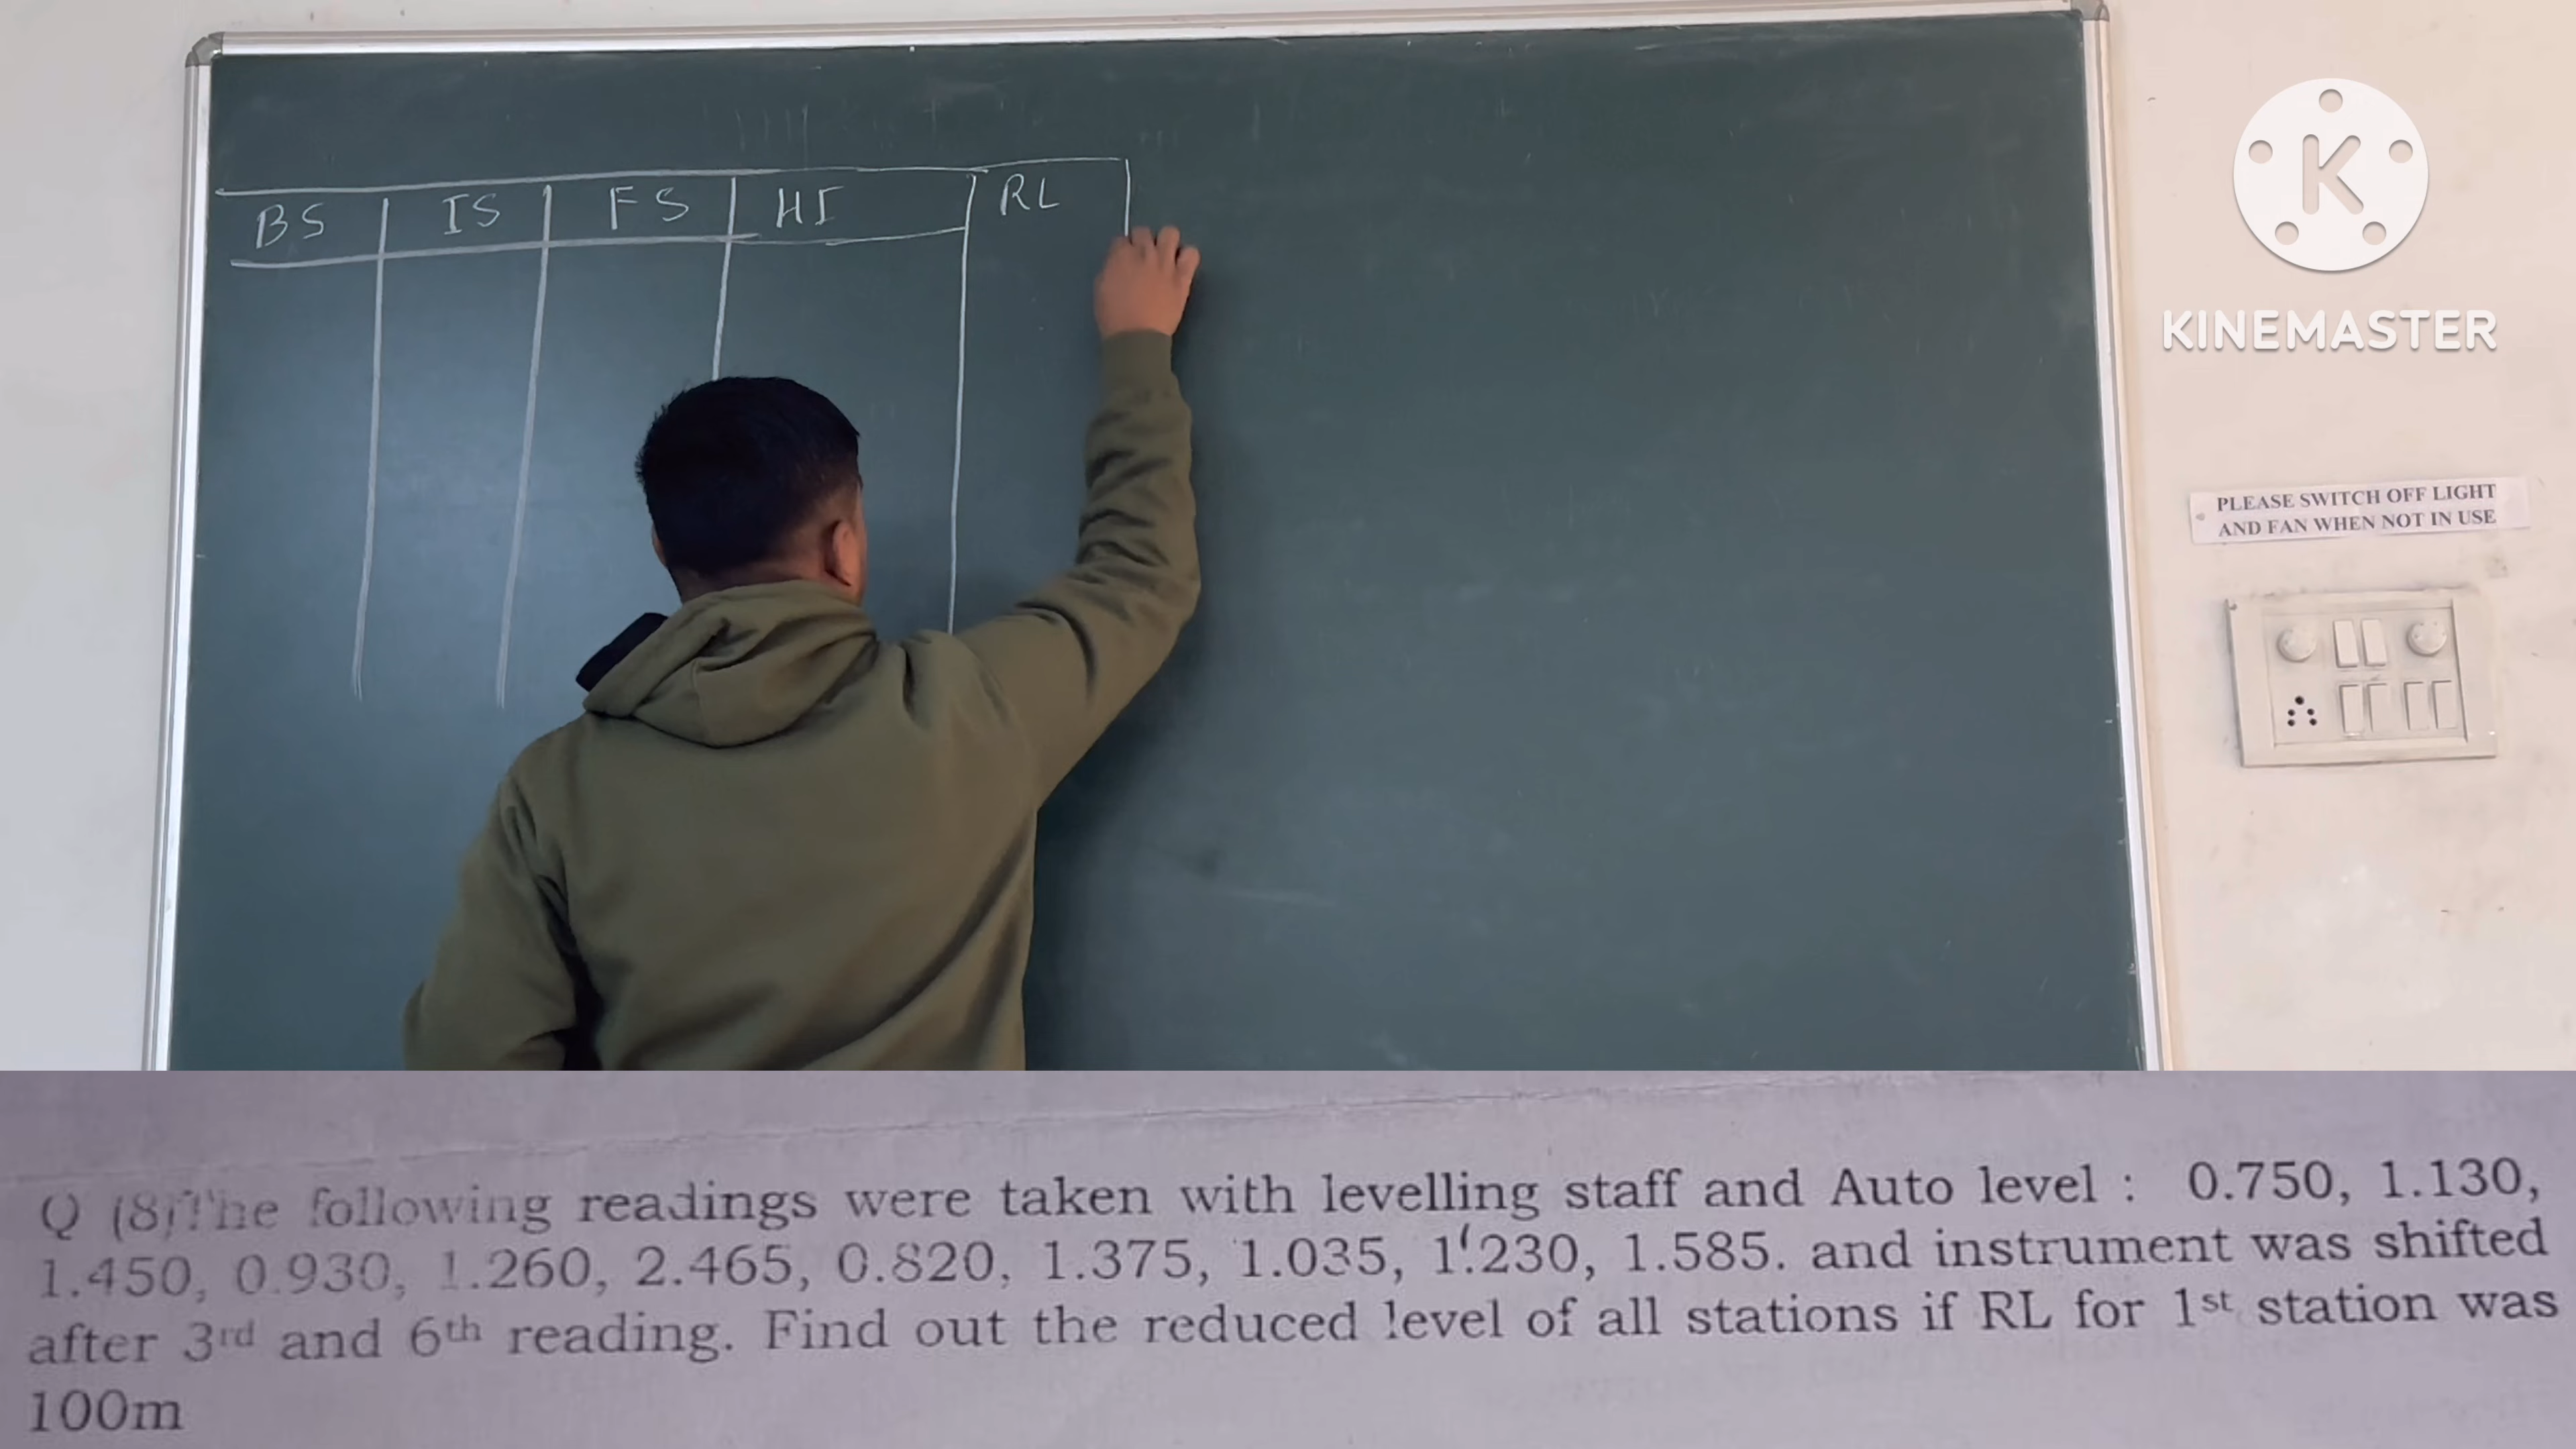 BS IS FS HI RL
K
KINEMASTER
PLEASE SWITCH OFF LIGHT
AND FAN WHEN NOT IN USE
Q (8)The following readings were taken with levelling staff and Auto level : 0.750, 1.130,
1.450, 0.930, 1.260, 2.465, 0.820, 1.375, 1.035, 1.230, 1.585. and instrument was shifted
after 3rd and 6th reading. Find out the reduced level of all stations if RL for 1st station was
100m